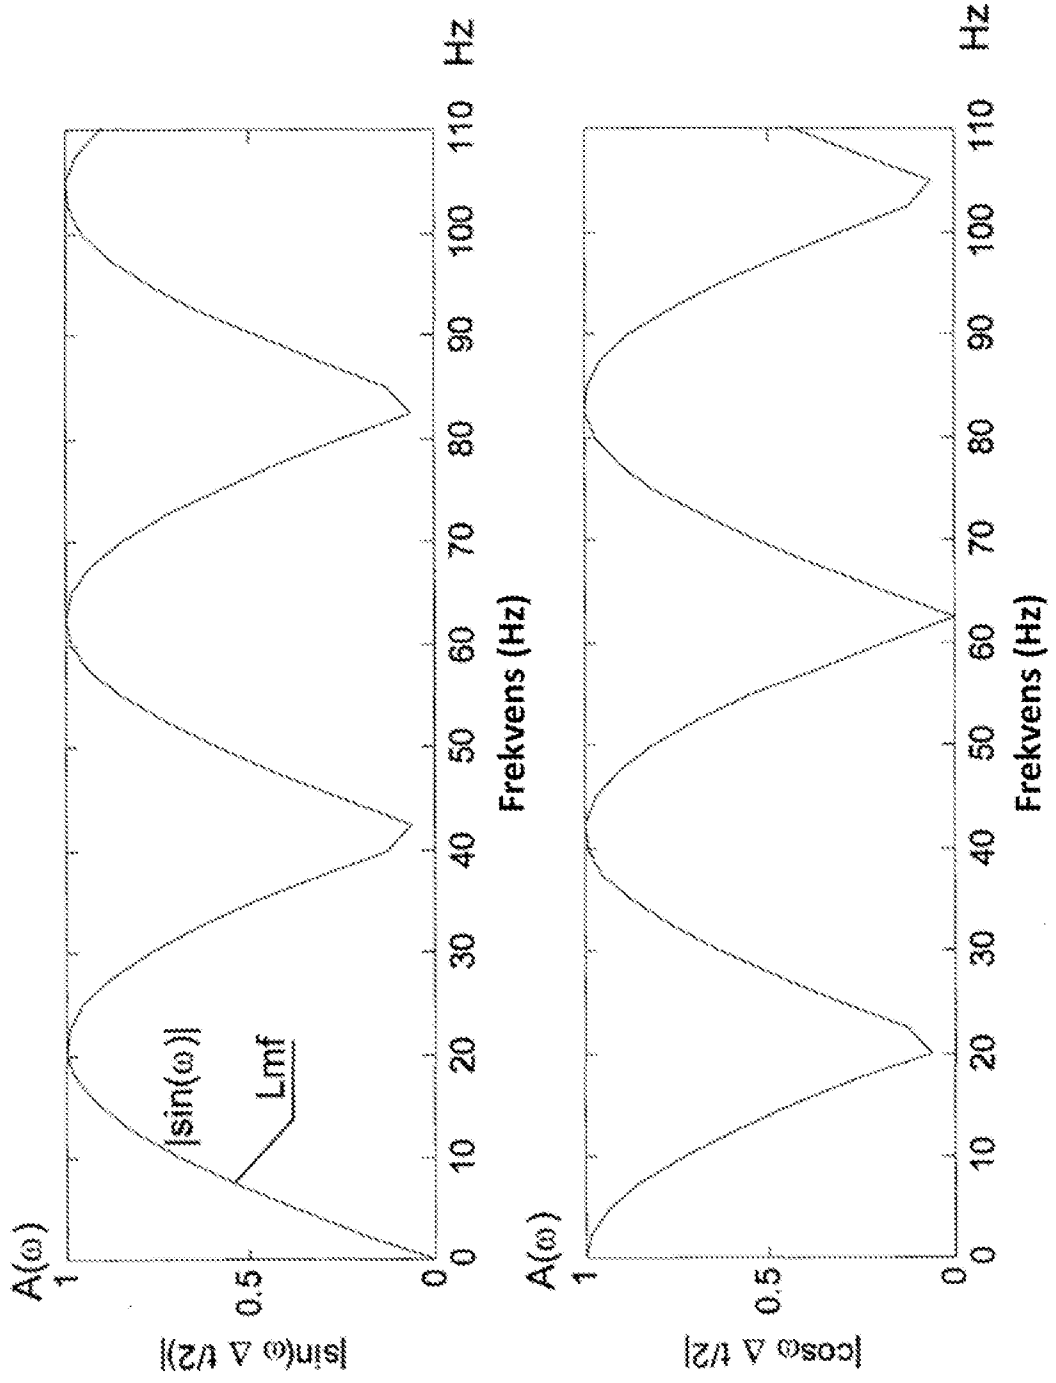 A(ω)
|sin(ω Δ t/2)|
1
0.5
0
|sin(ω)|
Lmf
0 10 20 30 40 50 60 70 80 90 100 110 Hz
Frekvens (Hz)
A(ω)
|cosω Δ t/2|
1
0.5
0
0 10 20 30 40 50 60 70 80 90 100 110 Hz
Frekvens (Hz)